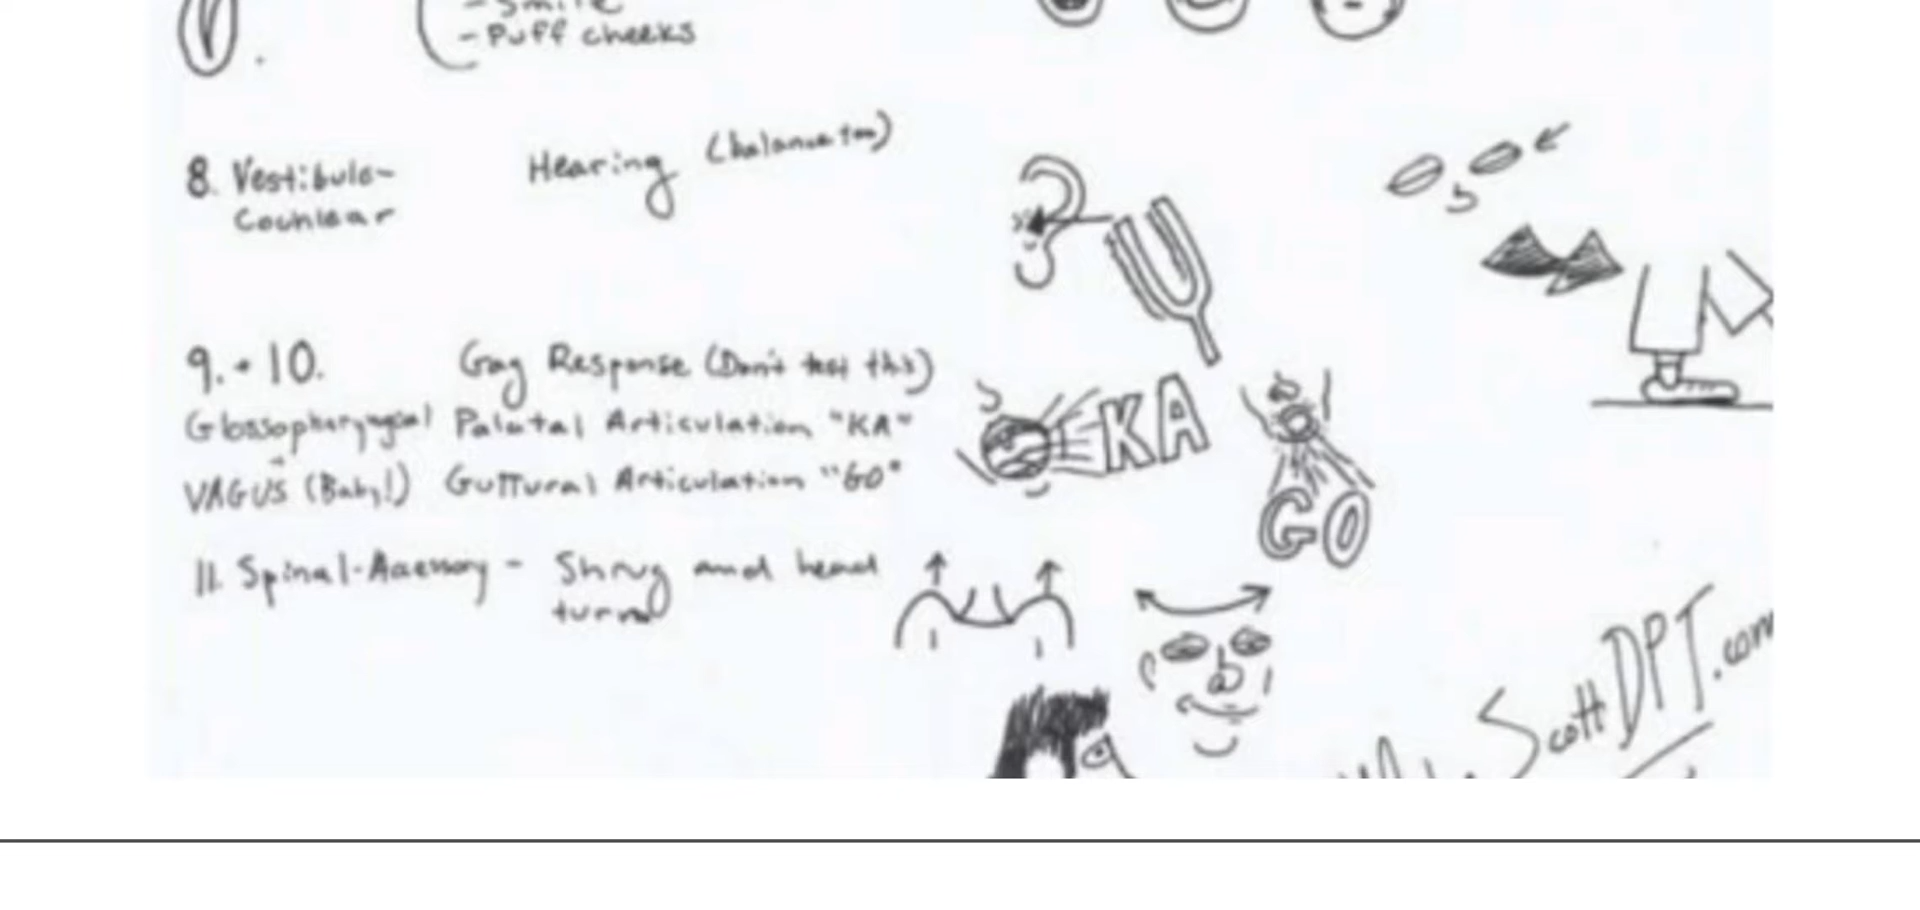 - Smile
- Puff cheeks
8. Vestibulo-
Cochlear
Hearing (balance too)
9. + 10.
Gag Response (Don't test this)
Glossopharyngeal
Palatal Articulation "KA"
VAGUS (Baby!)
Guttural Articulation "GO"
KA
GO
11. Spinal-Accessory - Shrug and head
turn
ScottDPT.com